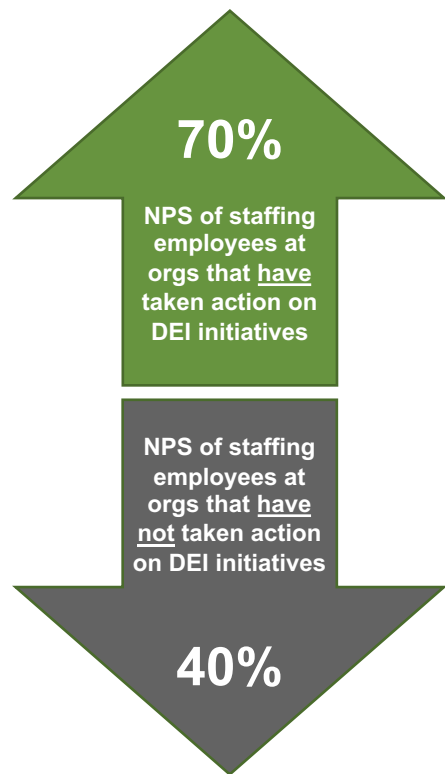 70%
NPS of staffing
employees at
orgs that have
taken action on
DEI initiatives
NPS of staffing
employees at
orgs that have
not taken action
on DEI initiatives
40%